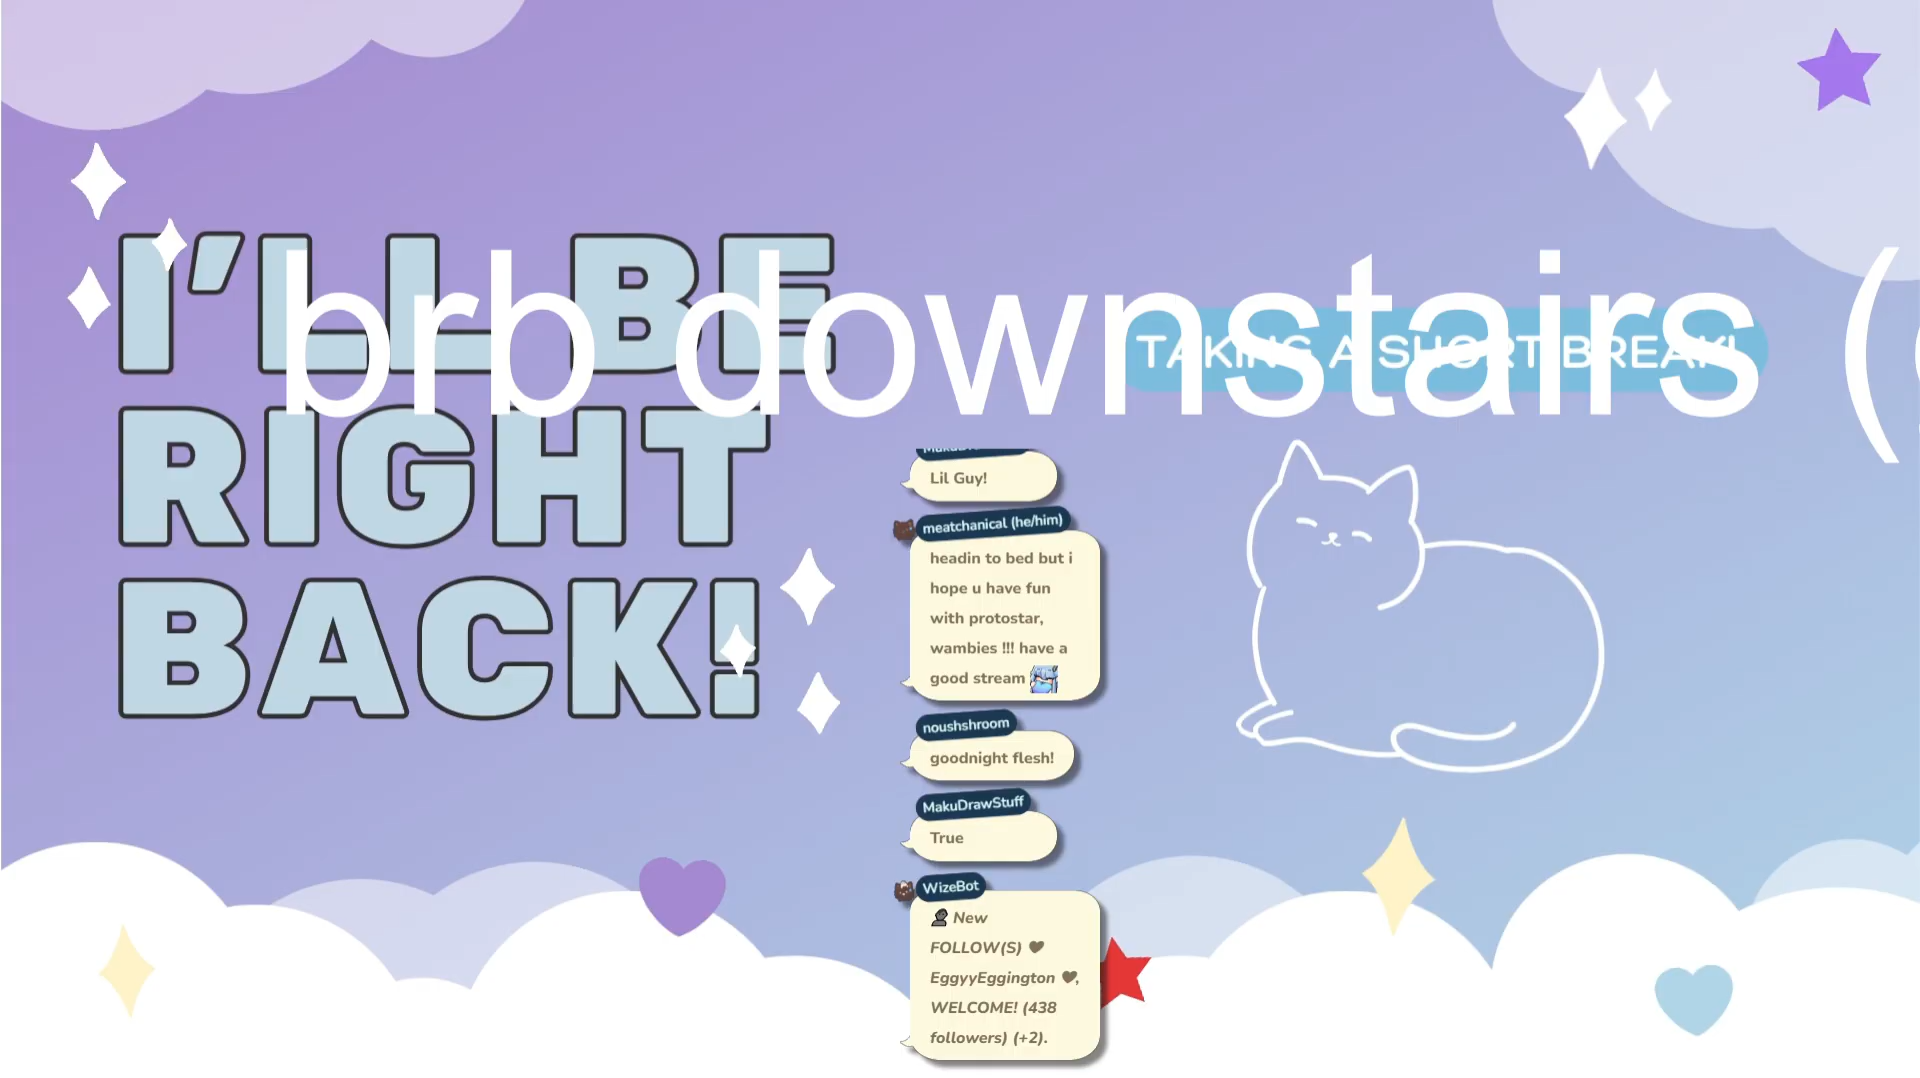 I'LL BE
RIGHT
BACK!
brb downstairs (
TAKING A SHORT BREAK!
Lil Guy!
meatchanical (he/him)
headin to bed but i
hope u have fun
with protostar,
wambies !!! have a
good stream
noushshroom
goodnight flesh!
MakuDrawStuff
True
WizeBot
New
FOLLOW(S)
EggyyEggington ,
WELCOME! (438
followers) (+2).